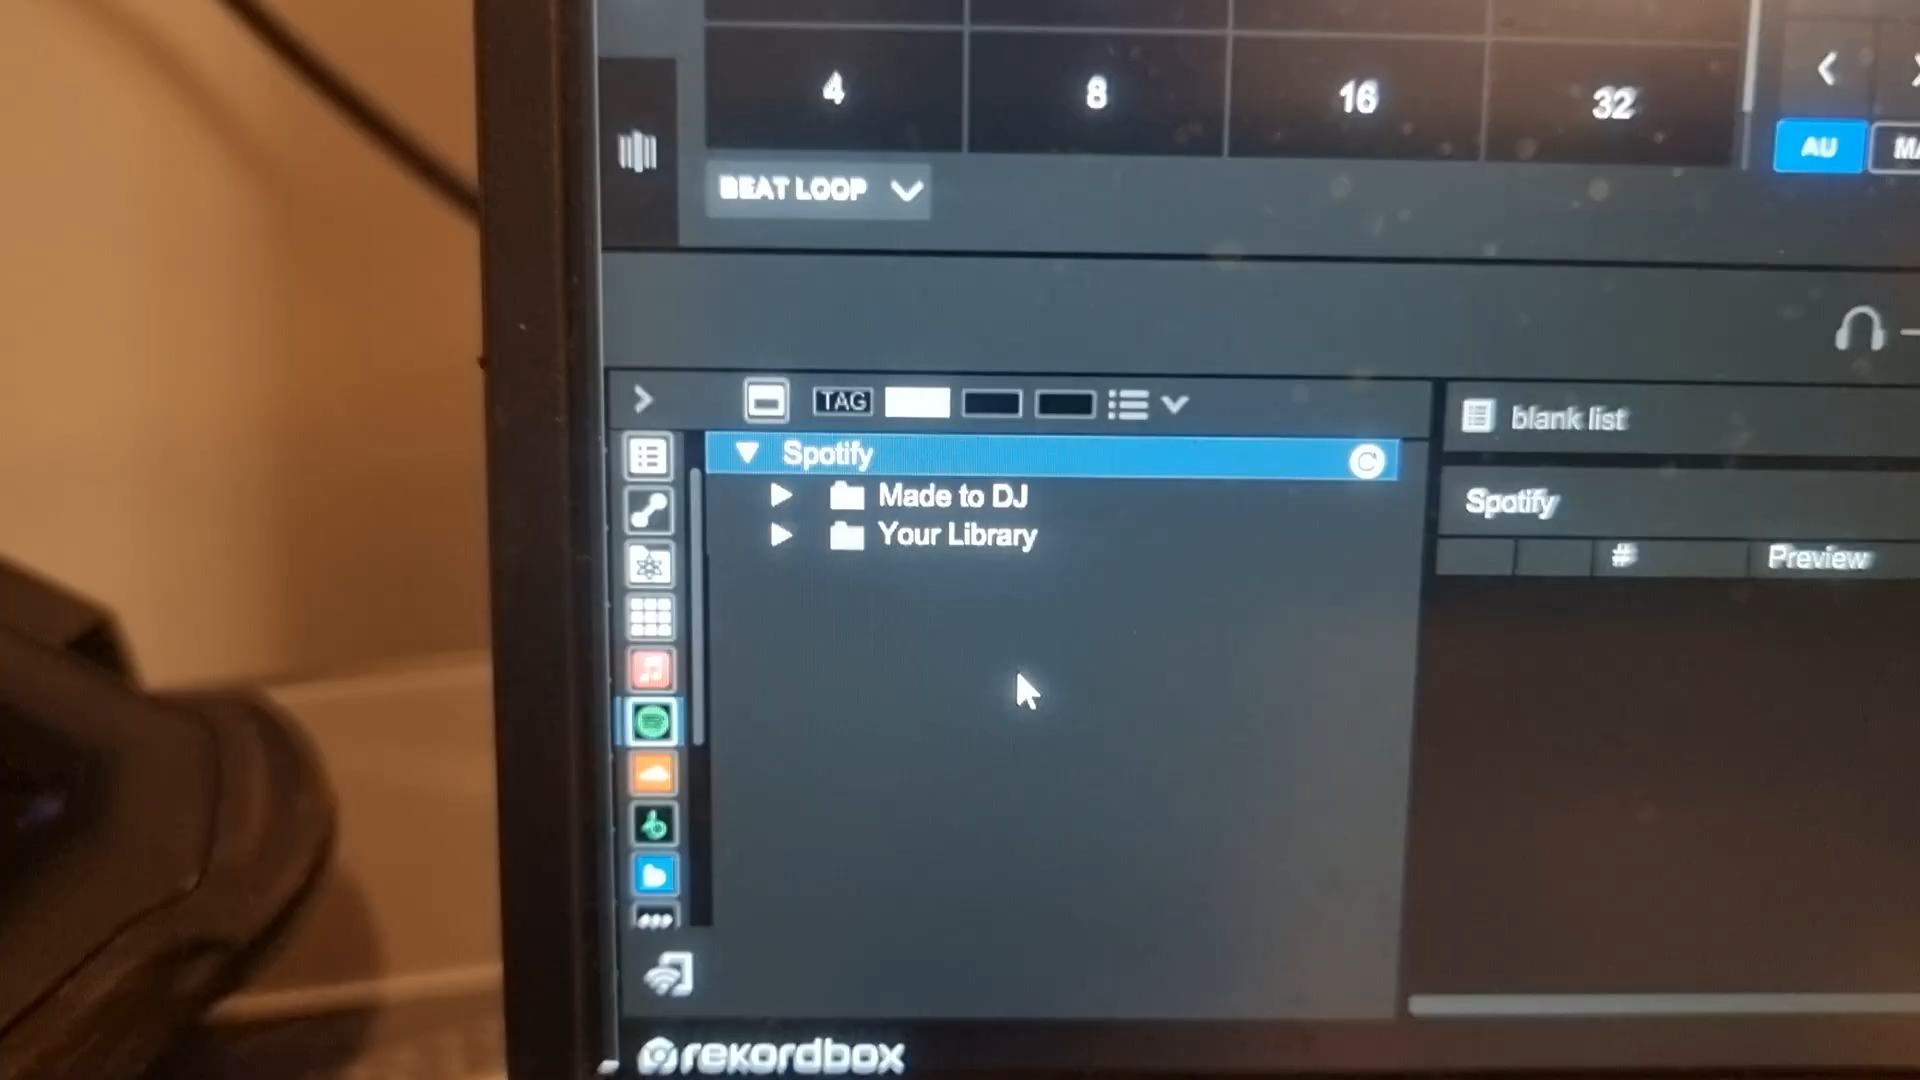 4 8 16 32
AU
BEAT LOOP
TAG
blank list
Spotify
Made to DJ
Your Library
Spotify
# Preview
rekordbox